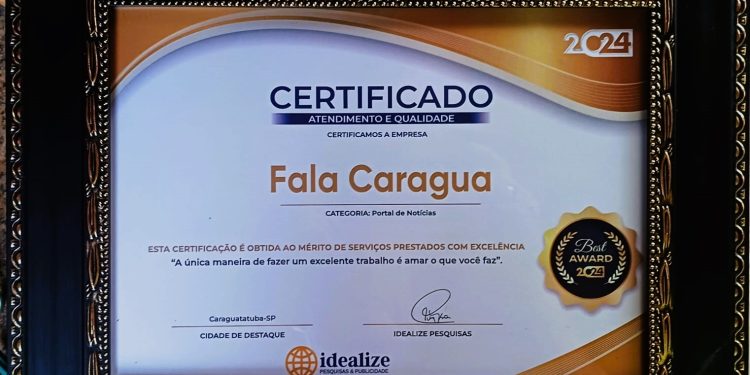 2024
CERTIFICADO
ATENDIMENTO E QUALIDADE
CERTIFICAMOS A EMPRESA
Fala Caragua
CATEGORIA: Portal de Notícias
ESTA CERTIFICAÇÃO É OBTIDA AO MÉRITO DE SERVIÇOS PRESTADOS COM EXCELÊNCIA
“A única maneira de fazer um excelente trabalho é amar o que você faz”.
Best
AWARD
2024
Caraguatatuba-SP
CIDADE DE DESTAQUE
IDEALIZE PESQUISAS
idealize
PESQUISAS & PUBLICIDADE